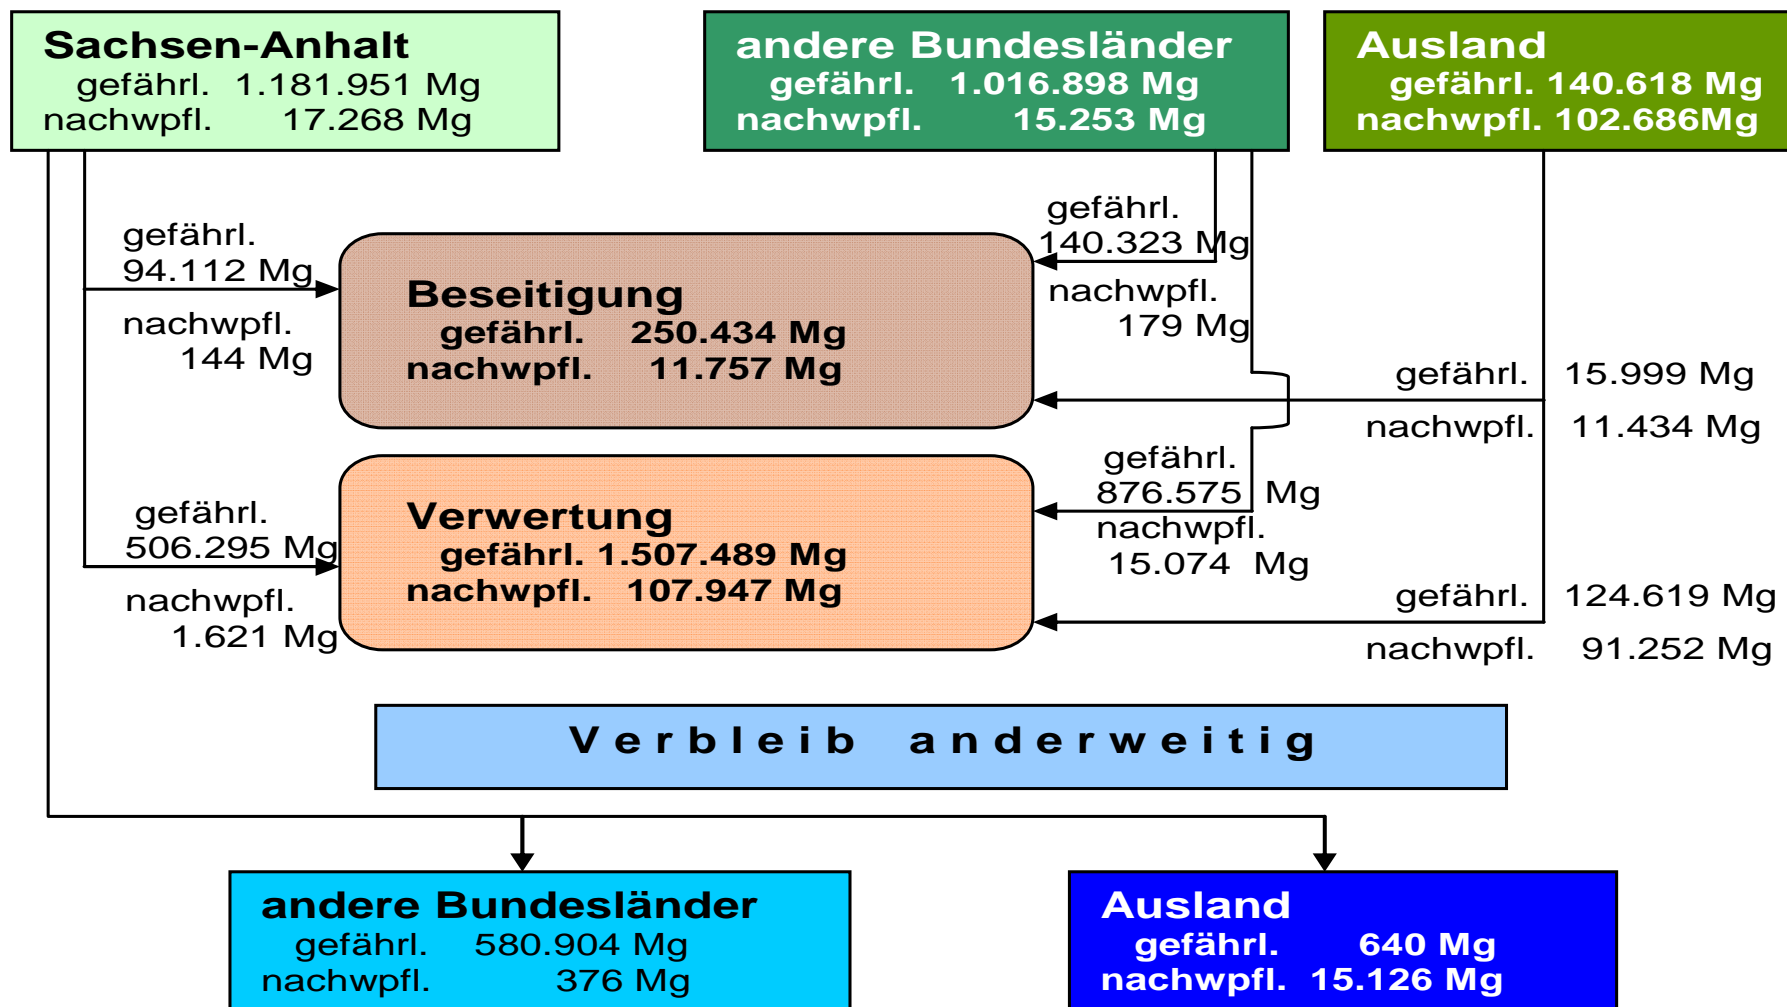 Sachsen-Anhalt
gefährl. 1.181.951 Mg
nachwpfl. 17.268 Mg
andere Bundesländer
gefährl. 1.016.898 Mg
nachwpfl. 15.253 Mg
Ausland
gefährl. 140.618 Mg
nachwpfl. 102.686Mg
gefährl.
94.112 Mg
nachwpfl.
144 Mg
Beseitigung
gefährl. 250.434 Mg
nachwpfl. 11.757 Mg
gefährl.
140.323 Mg
nachwpfl.
179 Mg
gefährl. 15.999 Mg
nachwpfl. 11.434 Mg
gefährl.
506.295 Mg
nachwpfl.
1.621 Mg
Verwertung
gefährl. 1.507.489 Mg
nachwpfl. 107.947 Mg
gefährl.
876.575 Mg
nachwpfl.
15.074 Mg
gefährl. 124.619 Mg
nachwpfl. 91.252 Mg
Verbleib anderweitig
andere Bundesländer
gefährl. 580.904 Mg
nachwpfl. 376 Mg
Ausland
gefährl. 640 Mg
nachwpfl. 15.126 Mg